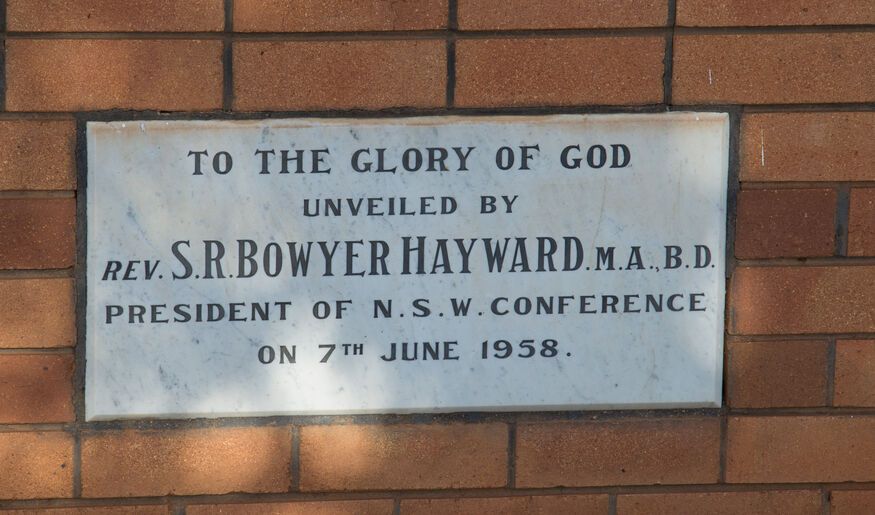 TO THE GLORY OF GOD
UNVEILED BY
REV. S.R. BOWYER HAYWARD. M.A., B.D.
PRESIDENT OF N.S.W. CONFERENCE
ON 7TH JUNE 1958.